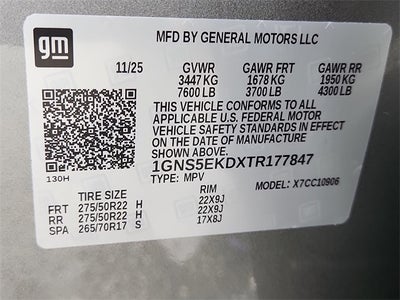 gm MFD BY GENERAL MOTORS LLC
11/25 GVWR GAWR FRT GAWR RR
3447 KG 1678 KG 1950 KG
7600 LB 3700 LB 4300 LB
THIS VEHICLE CONFORMS TO ALL
APPLICABLE U.S. FEDERAL MOTOR
VEHICLE SAFETY STANDARDS IN EFFECT
ON THE DATE OF MANUFACTURE
SHOWN ABOVE.
1GNS5EKDXTR177847
130H TYPE: MPV MODEL: X7CC10906
TIRE SIZE RIM
FRT 275/50R22 H 22X9J
RR 275/50R22 H 22X9J
SPA 265/70R17 S 17X8J